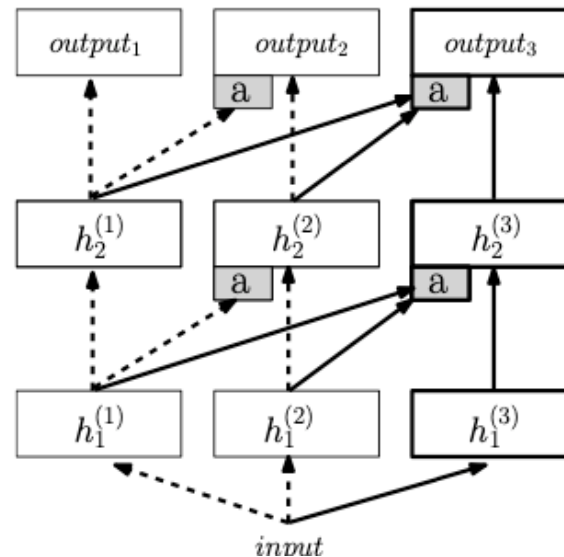 output₁ output₂ output₃
a a
h₂⁽¹⁾ h₂⁽²⁾ h₂⁽³⁾
a a
h₁⁽¹⁾ h₁⁽²⁾ h₁⁽³⁾
input